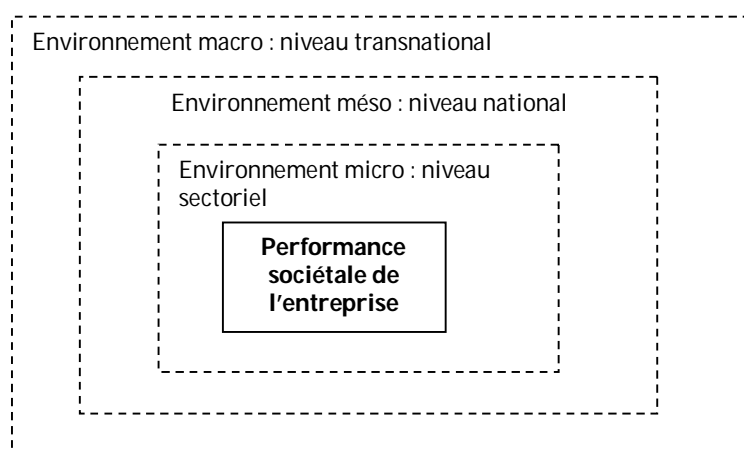 Environnement macro : niveau transnational
Environnement méso : niveau national
Environnement micro : niveau
sectoriel
Performance
sociétale de
l'entreprise